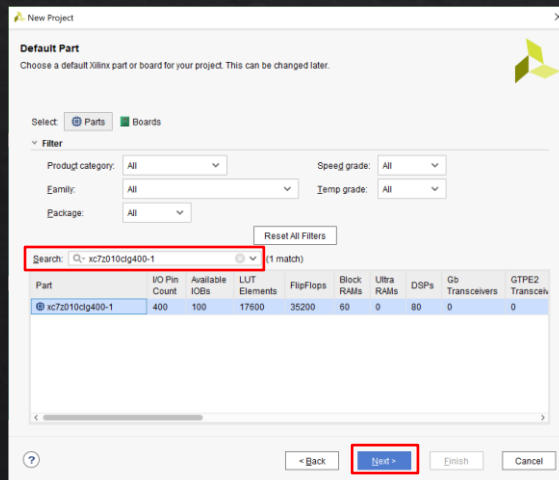 New Project
Default Part
Choose a default Xilinx part or board for your project. This can be changed later.
Select: Parts Boards
Filter
Product category: All Speed grade: All
Family: All Temp grade: All
Package: All
Reset All Filters
Search: xc7z010clg400-1 (1 match)
Part I/O Pin Count Available IOBs LUT Elements FlipFlops Block RAMs Ultra RAMs DSPs Gb Transceivers GTPE2 Transceiv
xc7z010clg400-1 400 100 17600 35200 60 0 80 0 0
? < Back Next > Finish Cancel